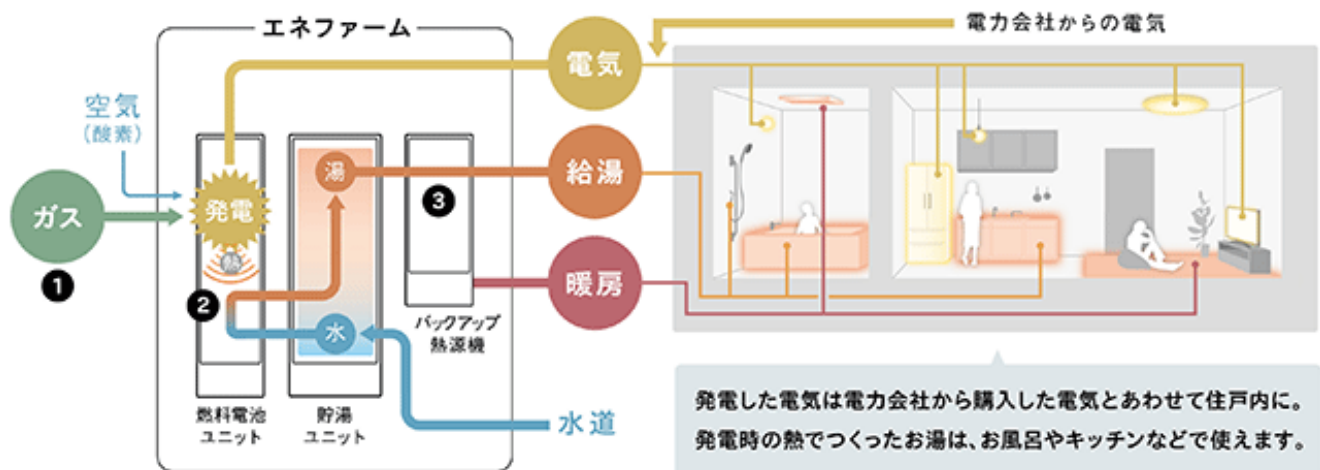 エネファーム
電力会社からの電気
電気
空気
(酸素)
湯
給湯
❸
ガス
発電
熱
❶
❷
暖房
水
バックアップ
熱源機
燃料電池
ユニット
貯湯
ユニット
水道
発電した電気は電力会社から購入した電気とあわせて住戸内に。
発電時の熱でつくったお湯は、お風呂やキッチンなどで使えます。